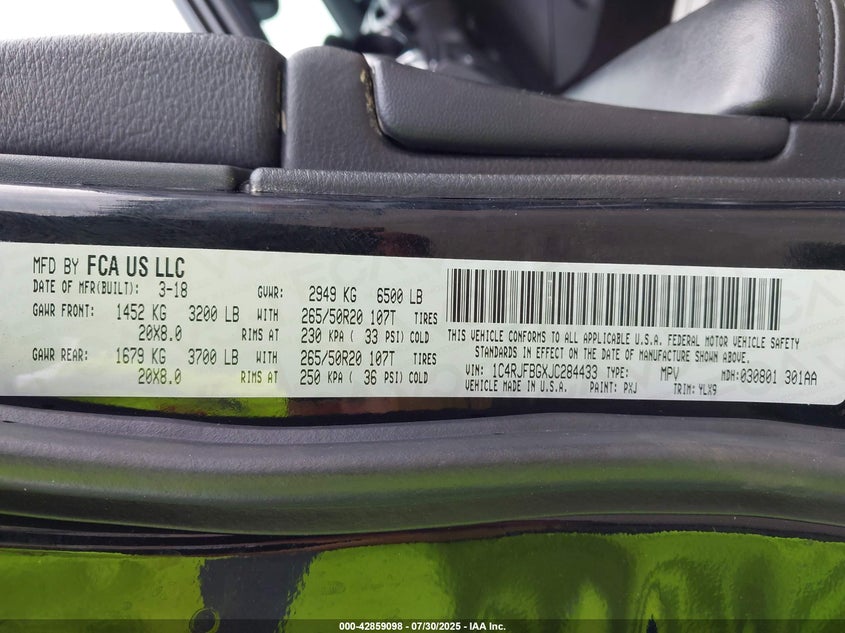 MFD BY FCA US LLC
DATE OF MFR(BUILT): 3-18 GVWR: 2949 KG 6500 LB
GAWR FRONT: 1452 KG 3200 LB WITH 265/50R20 107T TIRES
20X8.0 RIMS AT 230 KPA ( 33 PSI) COLD
GAWR REAR: 1679 KG 3700 LB WITH 265/50R20 107T TIRES
20X8.0 RIMS AT 250 KPA ( 36 PSI) COLD
THIS VEHICLE CONFORMS TO ALL APPLICABLE U.S.A. FEDERAL MOTOR VEHICLE SAFETY
STANDARDS IN EFFECT ON THE DATE OF MANUFACTURE SHOWN ABOVE.
VIN: 1C4RJFBGXJC284433 TYPE: MPV MDH: 030801 301AA
VEHICLE MADE IN U.S.A. PAINT: PXJ TRIM: YLX9
000-42859098 - 07/30/2025 - IAA Inc.